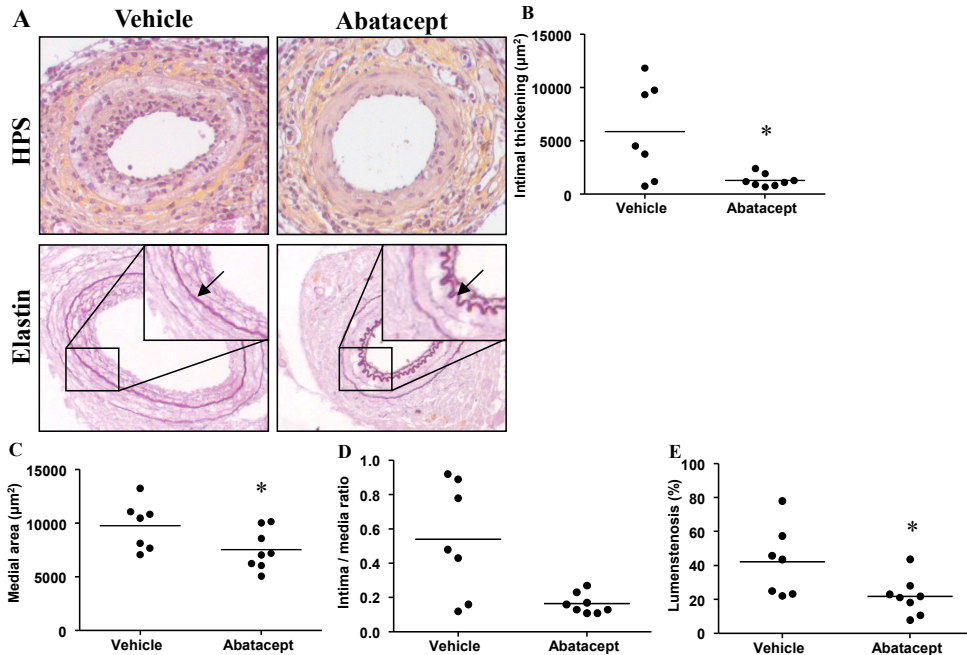 A
Vehicle
Abatacept
HPS
Elastin
B
Intimal thickening (µm²)
15000
10000
5000
0
*
Vehicle
Abatacept
C
Medial area (µm²)
15000
10000
5000
0
*
Vehicle
Abatacept
D
Intima / media ratio
1.0
0.8
0.6
0.4
0.2
0.0
Vehicle
Abatacept
E
Lumenstenosis (%)
100
80
60
40
20
0
*
Vehicle
Abatacept